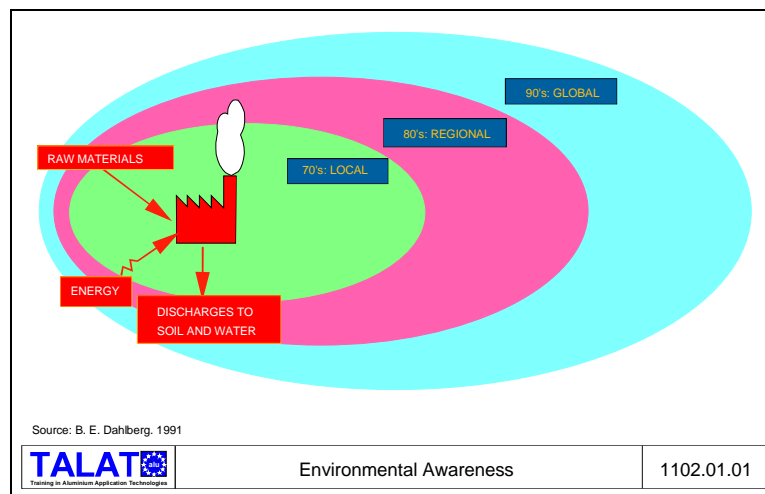 90's: GLOBAL
80's: REGIONAL
70's: LOCAL
RAW MATERIALS
ENERGY
DISCHARGES TO
SOIL AND WATER
Source: B. E. Dahlberg. 1991
TALAT
alu
Training in Aluminium Application Technologies
Environmental Awareness
1102.01.01